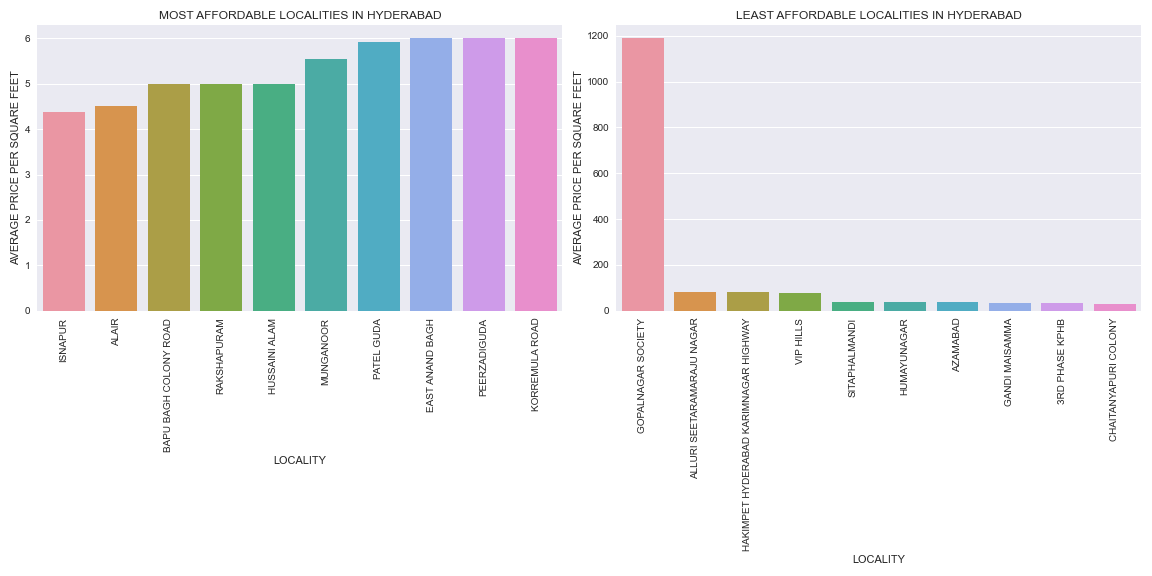 MOST AFFORDABLE LOCALITIES IN HYDERABAD
AVERAGE PRICE PER SQUARE FEET
6
5
4
3
2
1
0
ISNAPUR
ALAIR
BAPU BAGH COLONY ROAD
RAKSHAPURAM
HUSSAINI ALAM
MUNGANOOR
PATEL GUDA
EAST ANAND BAGH
PEERZADIGUDA
KORREMULA ROAD
LOCALITY
LEAST AFFORDABLE LOCALITIES IN HYDERABAD
AVERAGE PRICE PER SQUARE FEET
1200
1000
800
600
400
200
0
GOPALNAGAR SOCIETY
ALLURI SEETARAMARAJU NAGAR
HAKIMPET HYDERABAD KARIMNAGAR HIGHWAY
VIP HILLS
SITAPHALMANDI
HUMAYUNAGAR
AZAMABAD
GANDI MAISAMMA
3RD PHASE KPHB
CHAITANYAPURI COLONY
LOCALITY